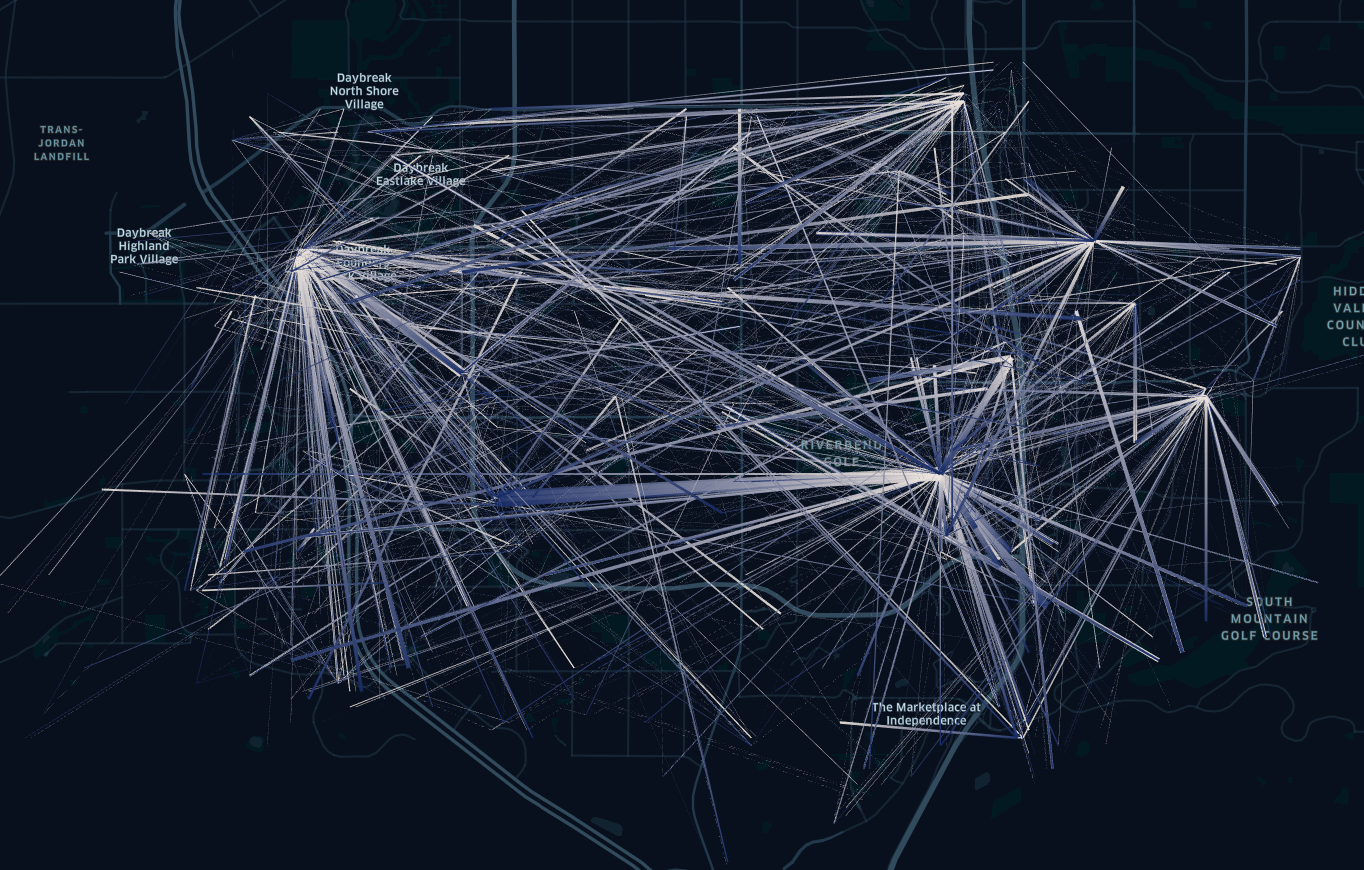 Daybreak
North Shore
Village
TRANS-
JORDAN
LANDFILL
Daybreak
Eastlake Village
Daybreak
Highland
Park Village
Daybreak
Village
HIDD
VALL
COUN
CLU
RIVERBEND
GOLF
SOUTH
MOUNTAIN
GOLF COURSE
The Marketplace at
Independence